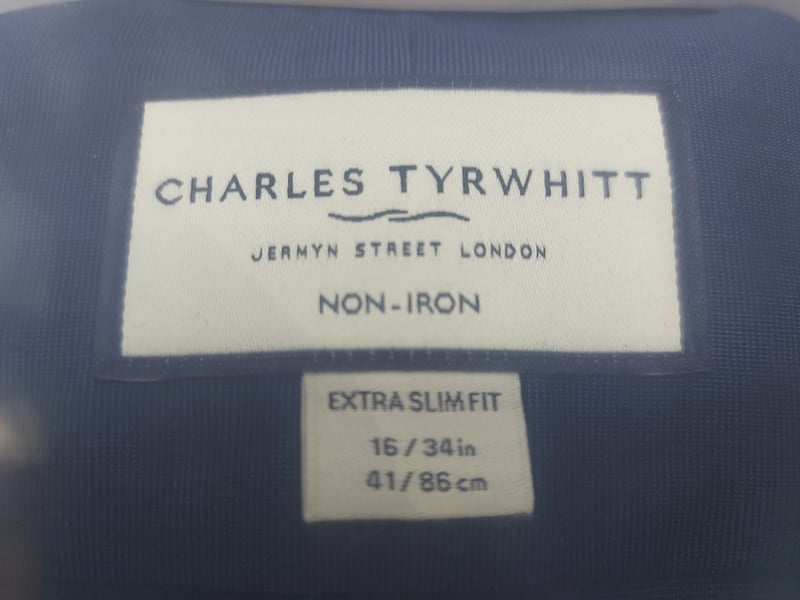 CHARLES TYRWHITT
JERMYN STREET LONDON
NON-IRON
EXTRA SLIM FIT
16/34in
41/86cm